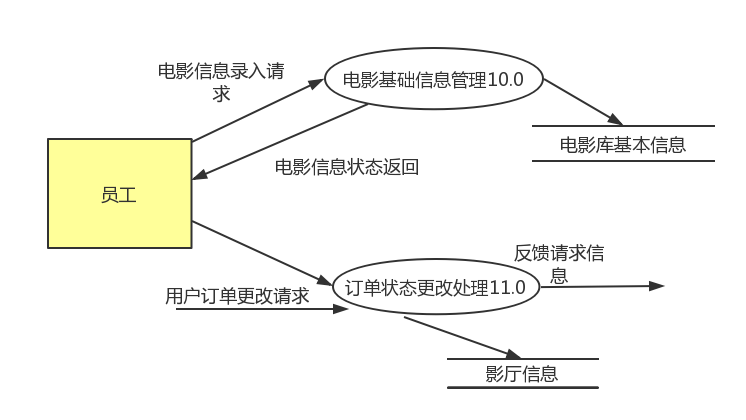 电影信息录入请
求
电影基础信息管理10.0
电影库基本信息
电影信息状态返回
员工
反馈请求信
息
用户订单更改请求
订单状态更改处理11.0
影厅信息